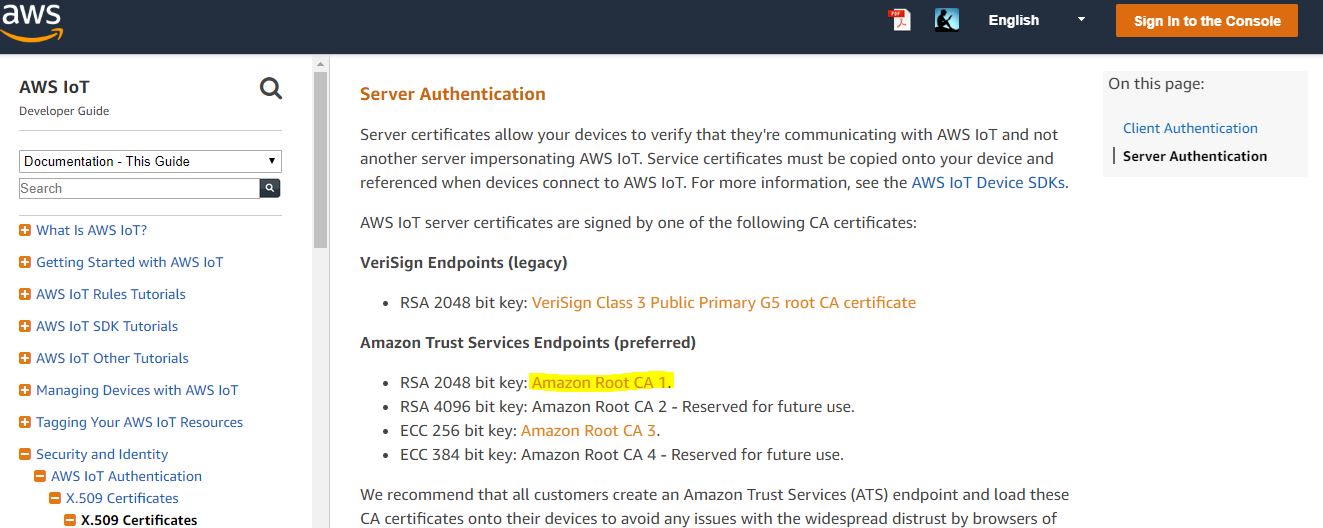 aws
PDF
English
Sign In to the Console
AWS IoT
Developer Guide
Documentation - This Guide
Search
What Is AWS IoT?
Getting Started with AWS IoT
AWS IoT Rules Tutorials
AWS IoT SDK Tutorials
AWS IoT Other Tutorials
Managing Devices with AWS IoT
Tagging Your AWS IoT Resources
Security and Identity
AWS IoT Authentication
X.509 Certificates
X.509 Certificates
Server Authentication
Server certificates allow your devices to verify that they're communicating with AWS IoT and not
another server impersonating AWS IoT. Service certificates must be copied onto your device and
referenced when devices connect to AWS IoT. For more information, see the AWS IoT Device SDKs.
AWS IoT server certificates are signed by one of the following CA certificates:
VeriSign Endpoints (legacy)
• RSA 2048 bit key: VeriSign Class 3 Public Primary G5 root CA certificate
Amazon Trust Services Endpoints (preferred)
• RSA 2048 bit key: Amazon Root CA 1.
• RSA 4096 bit key: Amazon Root CA 2 - Reserved for future use.
• ECC 256 bit key: Amazon Root CA 3.
• ECC 384 bit key: Amazon Root CA 4 - Reserved for future use.
We recommend that all customers create an Amazon Trust Services (ATS) endpoint and load these
CA certificates onto their devices to avoid any issues with the widespread distrust by browsers of
On this page:
Client Authentication
Server Authentication